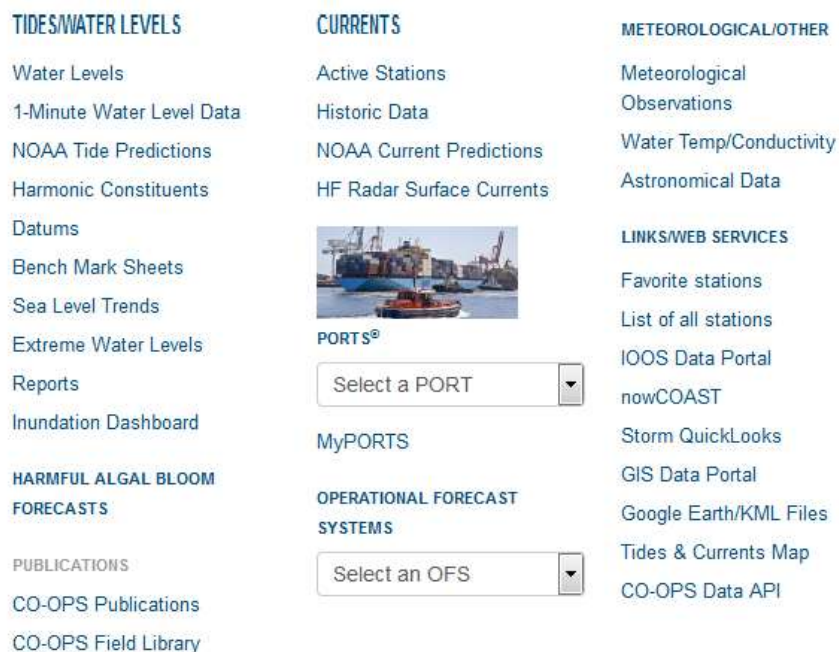 TIDES/WATER LEVELS
Water Levels
1-Minute Water Level Data
NOAA Tide Predictions
Harmonic Constituents
Datums
Bench Mark Sheets
Sea Level Trends
Extreme Water Levels
Reports
Inundation Dashboard
HARMFUL ALGAL BLOOM
FORECASTS
PUBLICATIONS
CO-OPS Publications
CO-OPS Field Library
CURRENTS
Active Stations
Historic Data
NOAA Current Predictions
HF Radar Surface Currents
PORTS®
Select a PORT
MyPORTS
OPERATIONAL FORECAST
SYSTEMS
Select an OFS
METEOROLOGICAL/OTHER
Meteorological
Observations
Water Temp/Conductivity
Astronomical Data
LINKS/WEB SERVICES
Favorite stations
List of all stations
IOOS Data Portal
nowCOAST
Storm QuickLooks
GIS Data Portal
Google Earth/KML Files
Tides & Currents Map
CO-OPS Data API